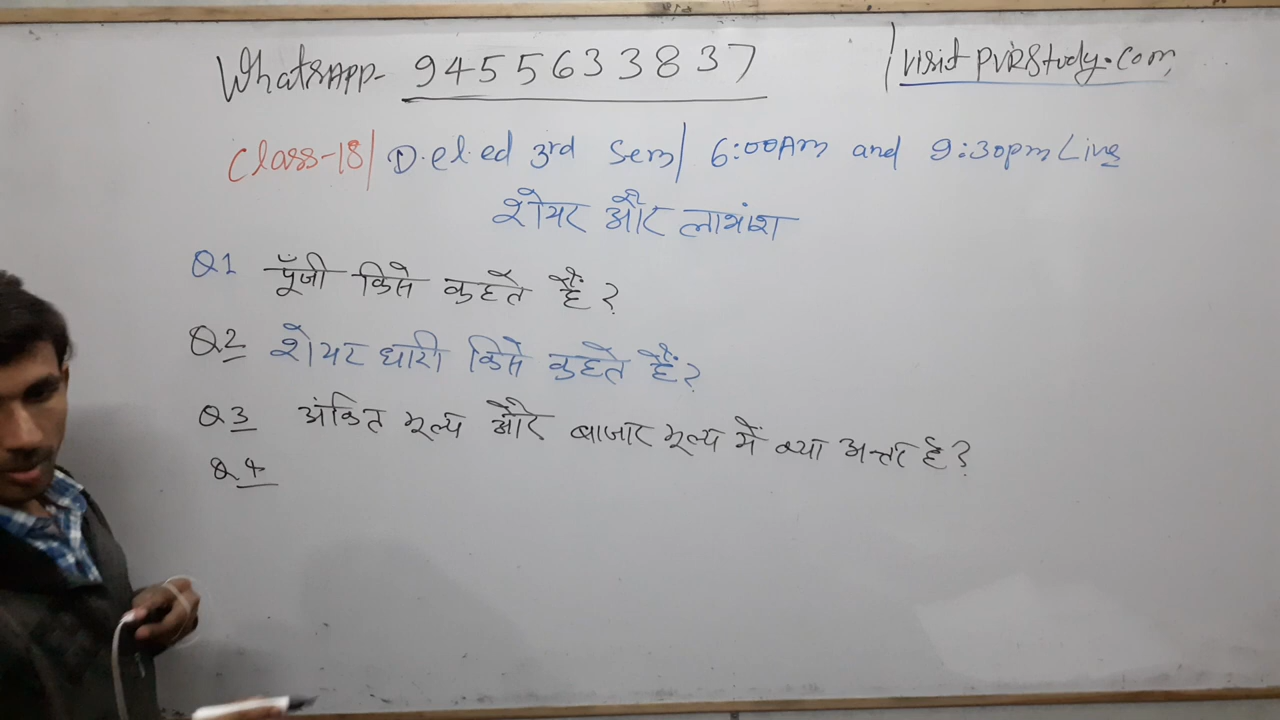 WhatsApp- 9455633837 | visit PVRStudy.com
Class-18| D.el.ed 3rd Sem| 6:00Am and 9:30pm Live
शेयर और लाभांश
Q1 पूँजी किसे कहते हैं?
Q2 शेयर धारी किसे कहते हैं?
Q3 अंकित मूल्य और बाजार मूल्य में क्या अन्तर है?
Q4